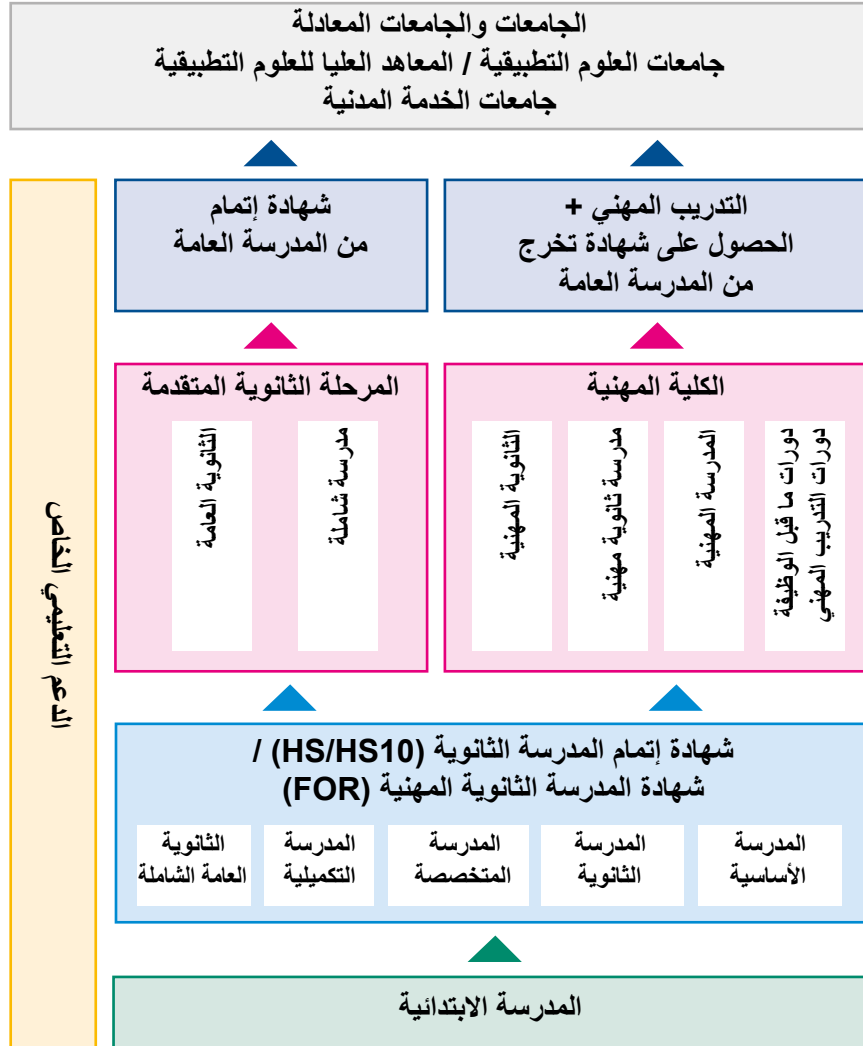 الجامعات والجامعات المعادلة
جامعات العلوم التطبيقية / المعاهد العليا للعلوم التطبيقية
جامعات الخدمة المدنية
التدريب المهني +
الحصول على شهادة تخرج
من المدرسة العامة
شهادة إتمام
من المدرسة العامة
الكلية المهنية
دورات ما قبل الوظيفة
دورات التدريب المهني
المدرسة المهنية
مدرسة ثانوية مهنية
الثانوية المهنية
المرحلة الثانوية المتقدمة
مدرسة شاملة
الثانوية العامة
شهادة إتمام المدرسة الثانوية (HS/HS10) /
شهادة المدرسة الثانوية المهنية (FOR)
المدرسة
الأساسية
المدرسة
الثانوية
المدرسة
المتخصصة
المدرسة
التكميلية
الثانوية
العامة الشاملة
المدرسة الابتدائية
الدعم التعليمي الخاص